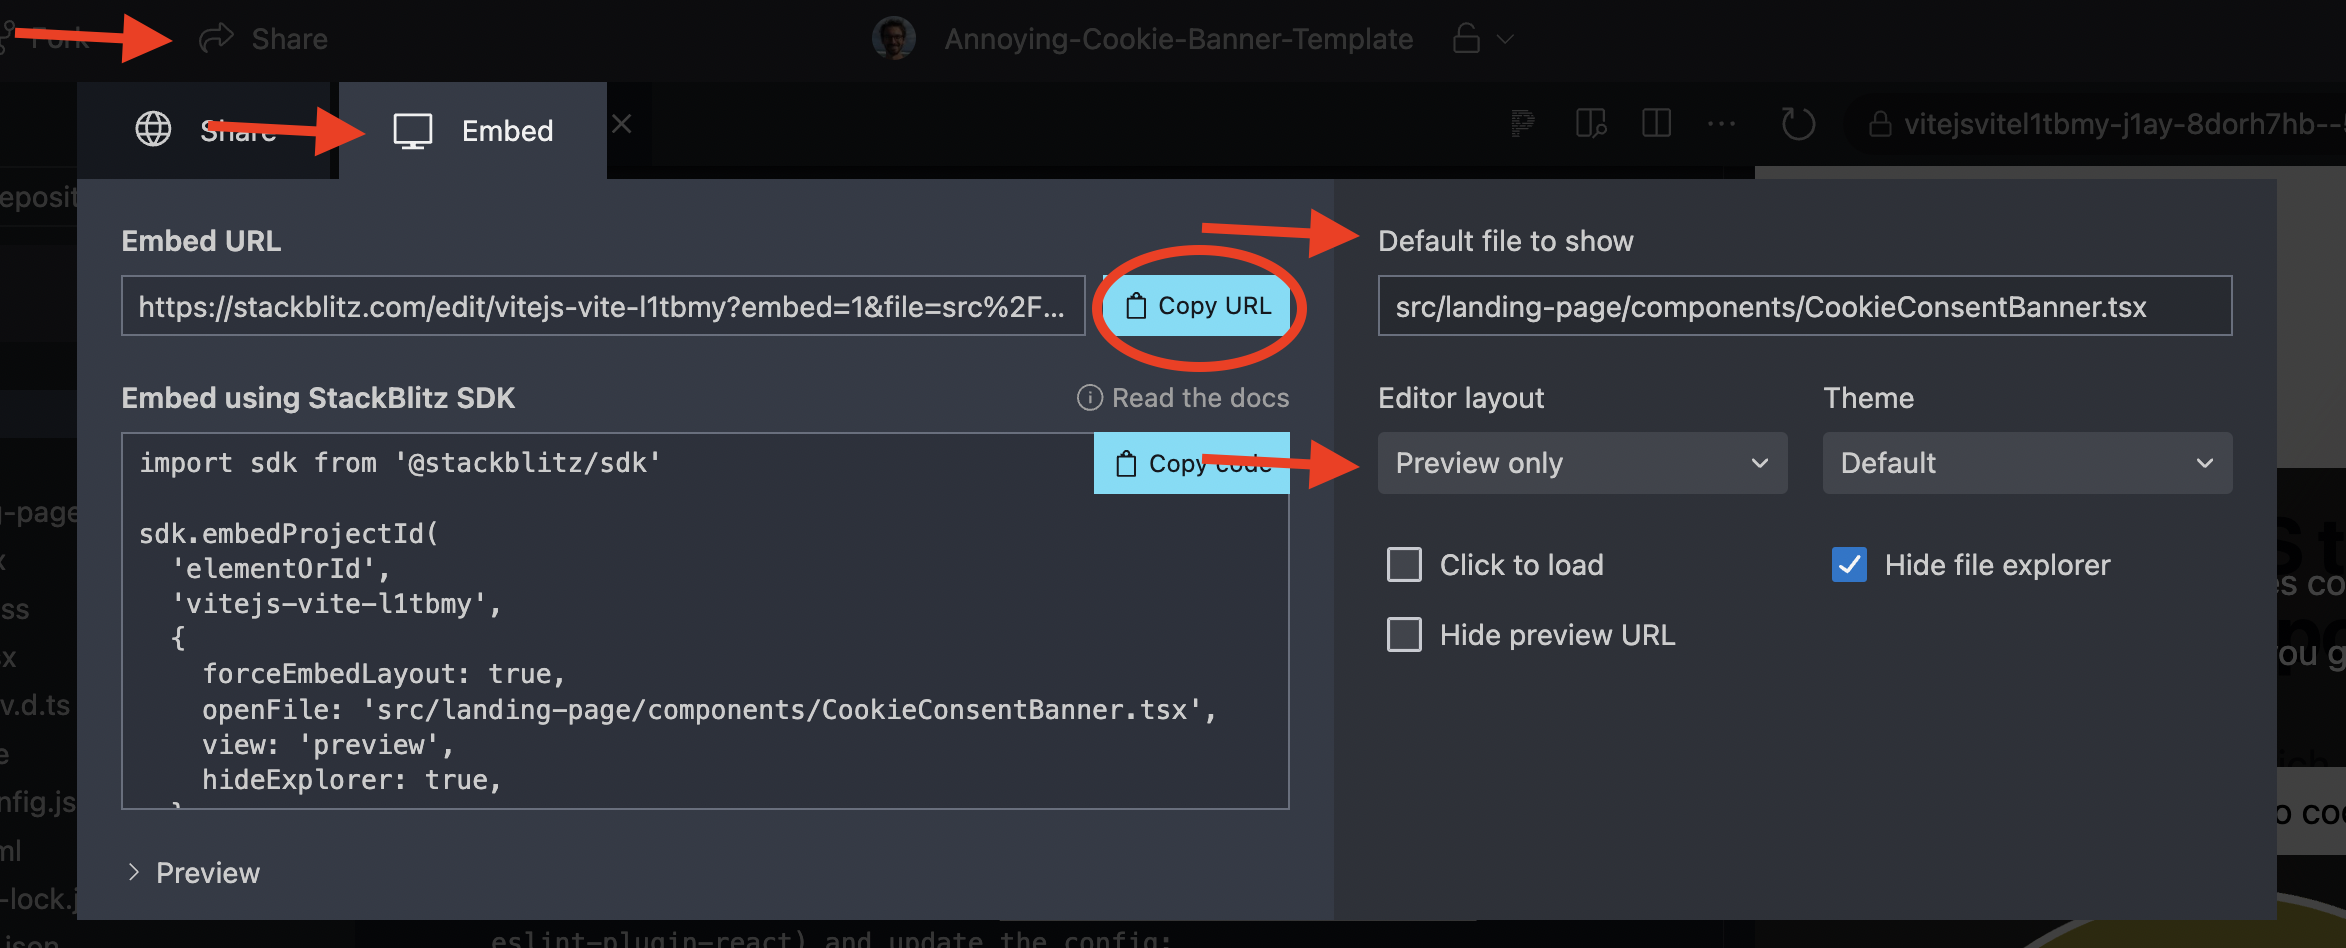 Fork
Share
Annoying-Cookie-Banner-Template
Share
Embed
vitejsvitel1tbmy-j1ay-8dorh7hb--
eposit
Embed URL
https://stackblitz.com/edit/vitejs-vite-l1tbmy?embed=1&file=src%2F...
Copy URL
Default file to show
src/landing-page/components/CookieConsentBanner.tsx
Embed using StackBlitz SDK
Read the docs
Editor layout
Theme
import sdk from '@stackblitz/sdk'
Copy code
Preview only
Default
sdk.embedProjectId(
'elementOrId',
'vitejs-vite-l1tbmy',
{
forceEmbedLayout: true,
openFile: 'src/landing-page/components/CookieConsentBanner.tsx',
view: 'preview',
hideExplorer: true,
Click to load
Hide file explorer
Hide preview URL
-page
ss
v.d.ts
nfig.js
ml
-lock.j
json
es co
you g
o coo
Preview
eslint-plugin-react) and update the config: